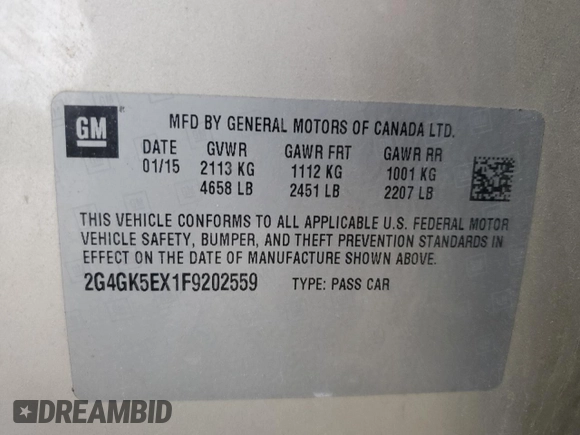 GM
MFD BY GENERAL MOTORS OF CANADA LTD.
DATE GVWR GAWR FRT GAWR RR
01/15 2113 KG 1112 KG 1001 KG
4658 LB 2451 LB 2207 LB
THIS VEHICLE CONFORMS TO ALL APPLICABLE U.S. FEDERAL MOTOR
VEHICLE SAFETY, BUMPER, AND THEFT PREVENTION STANDARDS IN
EFFECT ON THE DATE OF MANUFACTURE SHOWN ABOVE.
2G4GK5EX1F9202559 TYPE: PASS CAR
DREAMBID